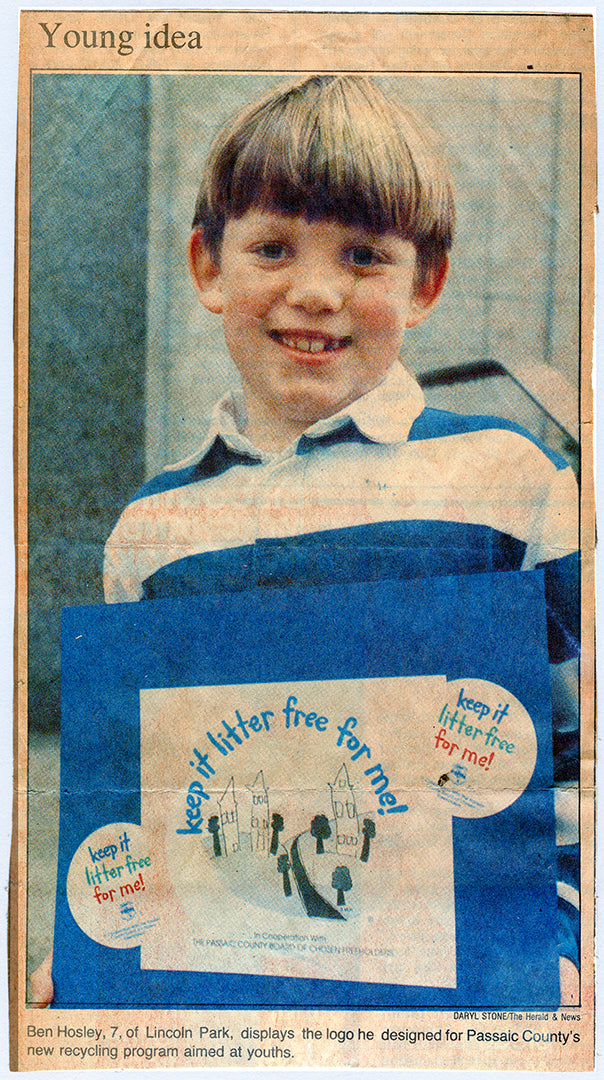 Young idea
keep it litter free for me!
keep it
litter free
for me!
keep it
litter free
for me!
In Cooperation With
THE PASSAIC COUNTY BOARD OF CHOSEN FREEHOLDERS
DARYL STONE/The Herald & News
Ben Hosley, 7, of Lincoln Park, displays the logo he designed for Passaic County's
new recycling program aimed at youths.